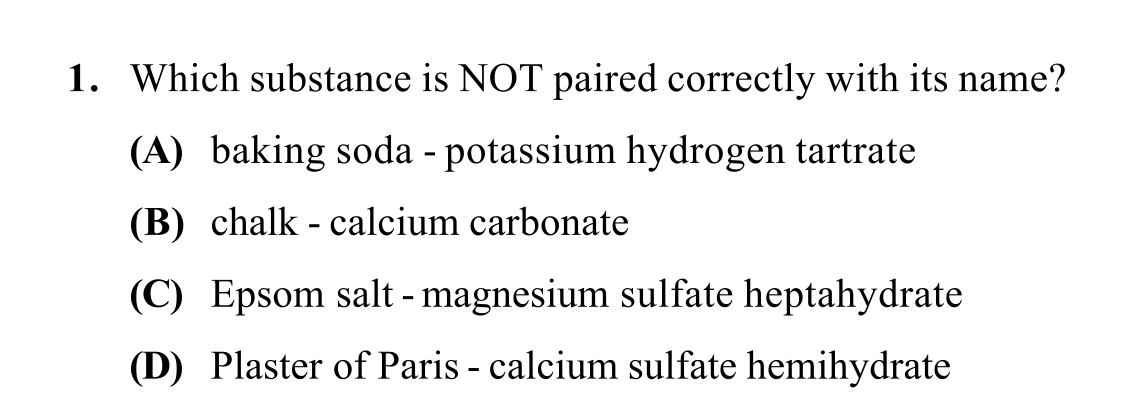 1. Which substance is NOT paired correctly with its name?
(A) baking soda - potassium hydrogen tartrate
(B) chalk - calcium carbonate
(C) Epsom salt - magnesium sulfate heptahydrate
(D) Plaster of Paris - calcium sulfate hemihydrate